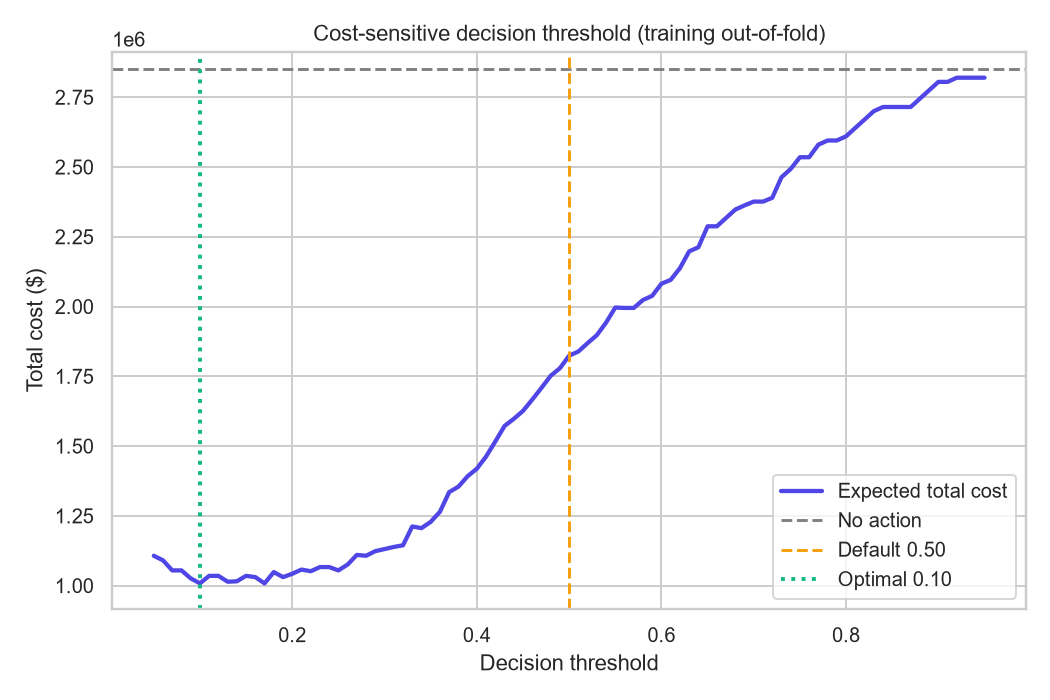 Cost-sensitive decision threshold (training out-of-fold)
1e6
Total cost ($)
2.75
2.50
2.25
2.00
1.75
1.50
1.25
1.00
0.2
0.4
0.6
0.8
Decision threshold
Expected total cost
No action
Default 0.50
Optimal 0.10